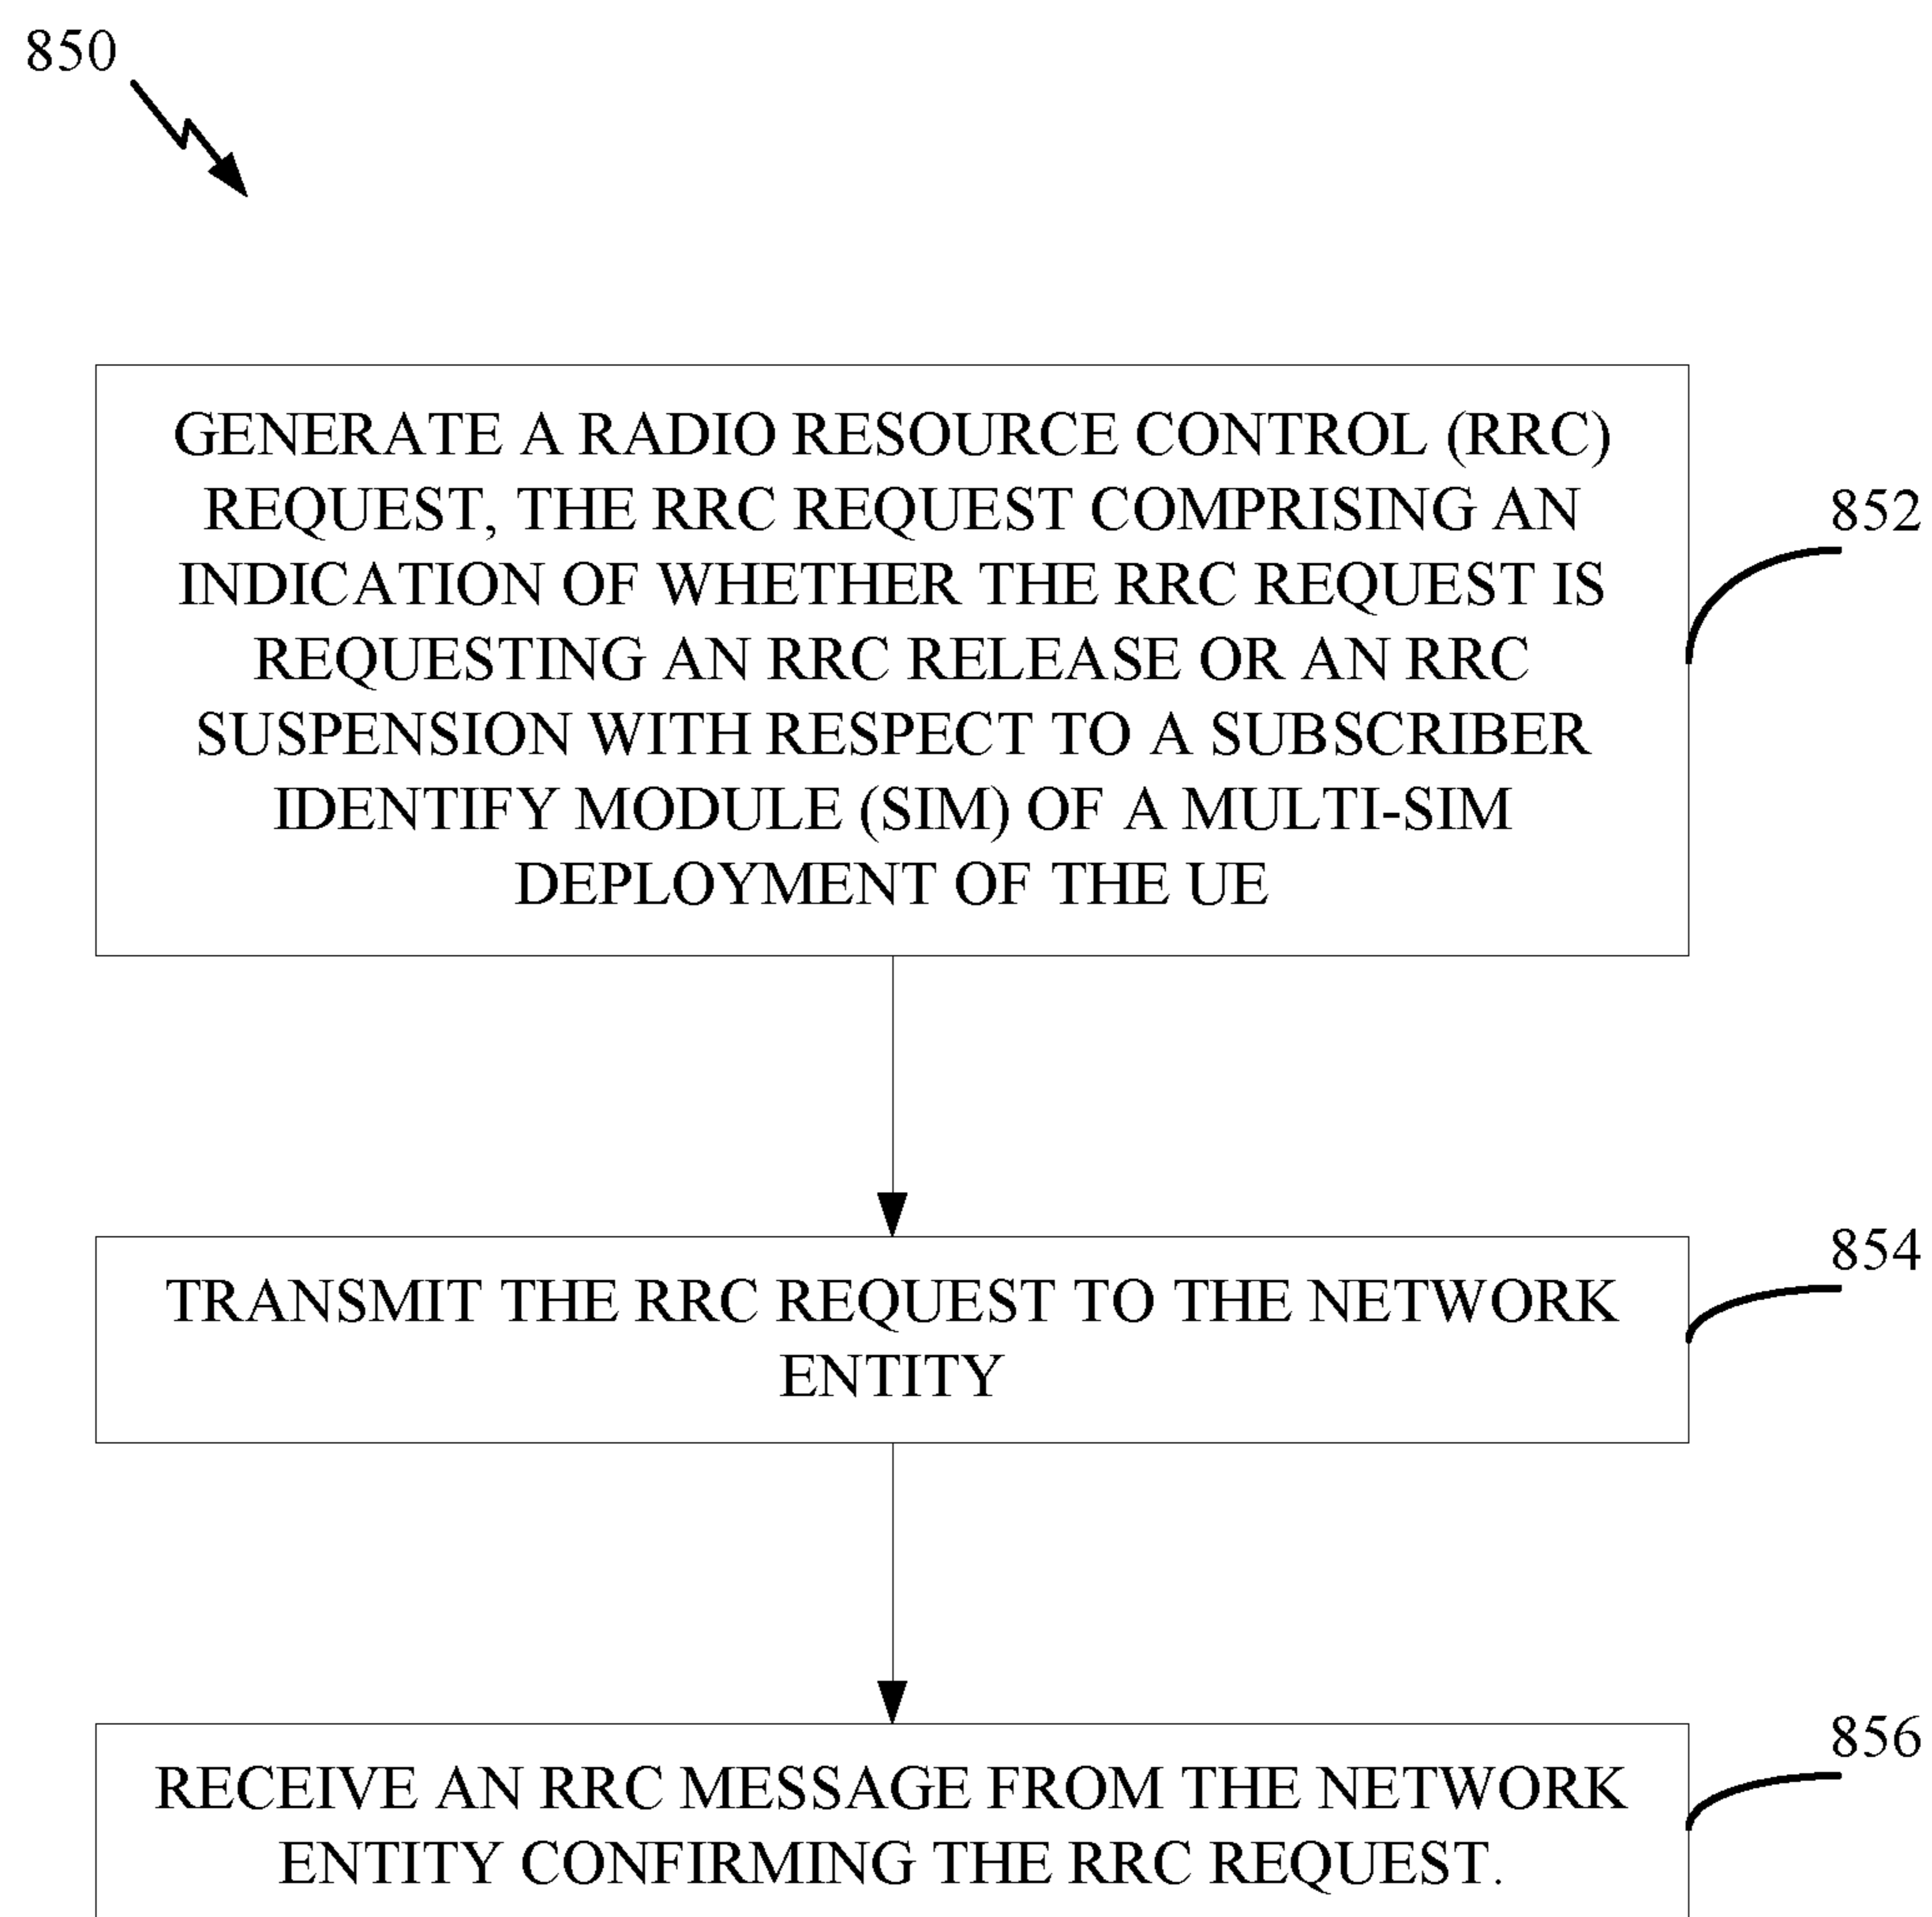 850
GENERATE A RADIO RESOURCE CONTROL (RRC)
REQUEST, THE RRC REQUEST COMPRISING AN
INDICATION OF WHETHER THE RRC REQUEST IS
REQUESTING AN RRC RELEASE OR AN RRC
SUSPENSION WITH RESPECT TO A SUBSCRIBER
IDENTIFY MODULE (SIM) OF A MULTI-SIM
DEPLOYMENT OF THE UE
852
TRANSMIT THE RRC REQUEST TO THE NETWORK
ENTITY
854
RECEIVE AN RRC MESSAGE FROM THE NETWORK
ENTITY CONFIRMING THE RRC REQUEST.
856